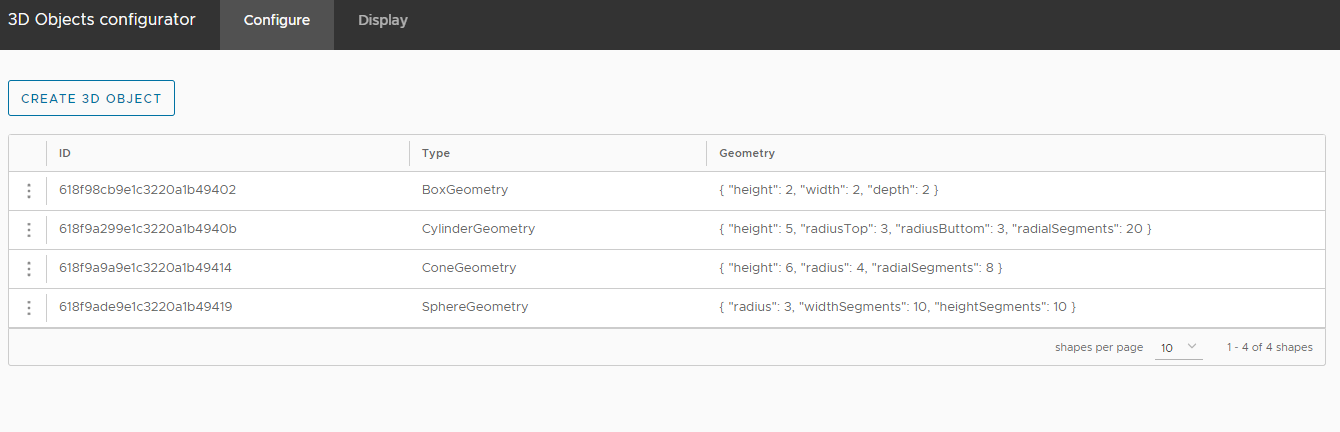 3D Objects configurator Configure Display
CREATE 3D OBJECT
ID Type Geometry
618f98cb9e1c3220a1b49402 BoxGeometry { "height": 2, "width": 2, "depth": 2 }
618f9a299e1c3220a1b4940b CylinderGeometry { "height": 5, "radiusTop": 3, "radiusButtom": 3, "radialSegments": 20 }
618f9a9a9e1c3220a1b49414 ConeGeometry { "height": 6, "radius": 4, "radialSegments": 8 }
618f9ade9e1c3220a1b49419 SphereGeometry { "radius": 3, "widthSegments": 10, "heightSegments": 10 }
shapes per page 10 1 - 4 of 4 shapes